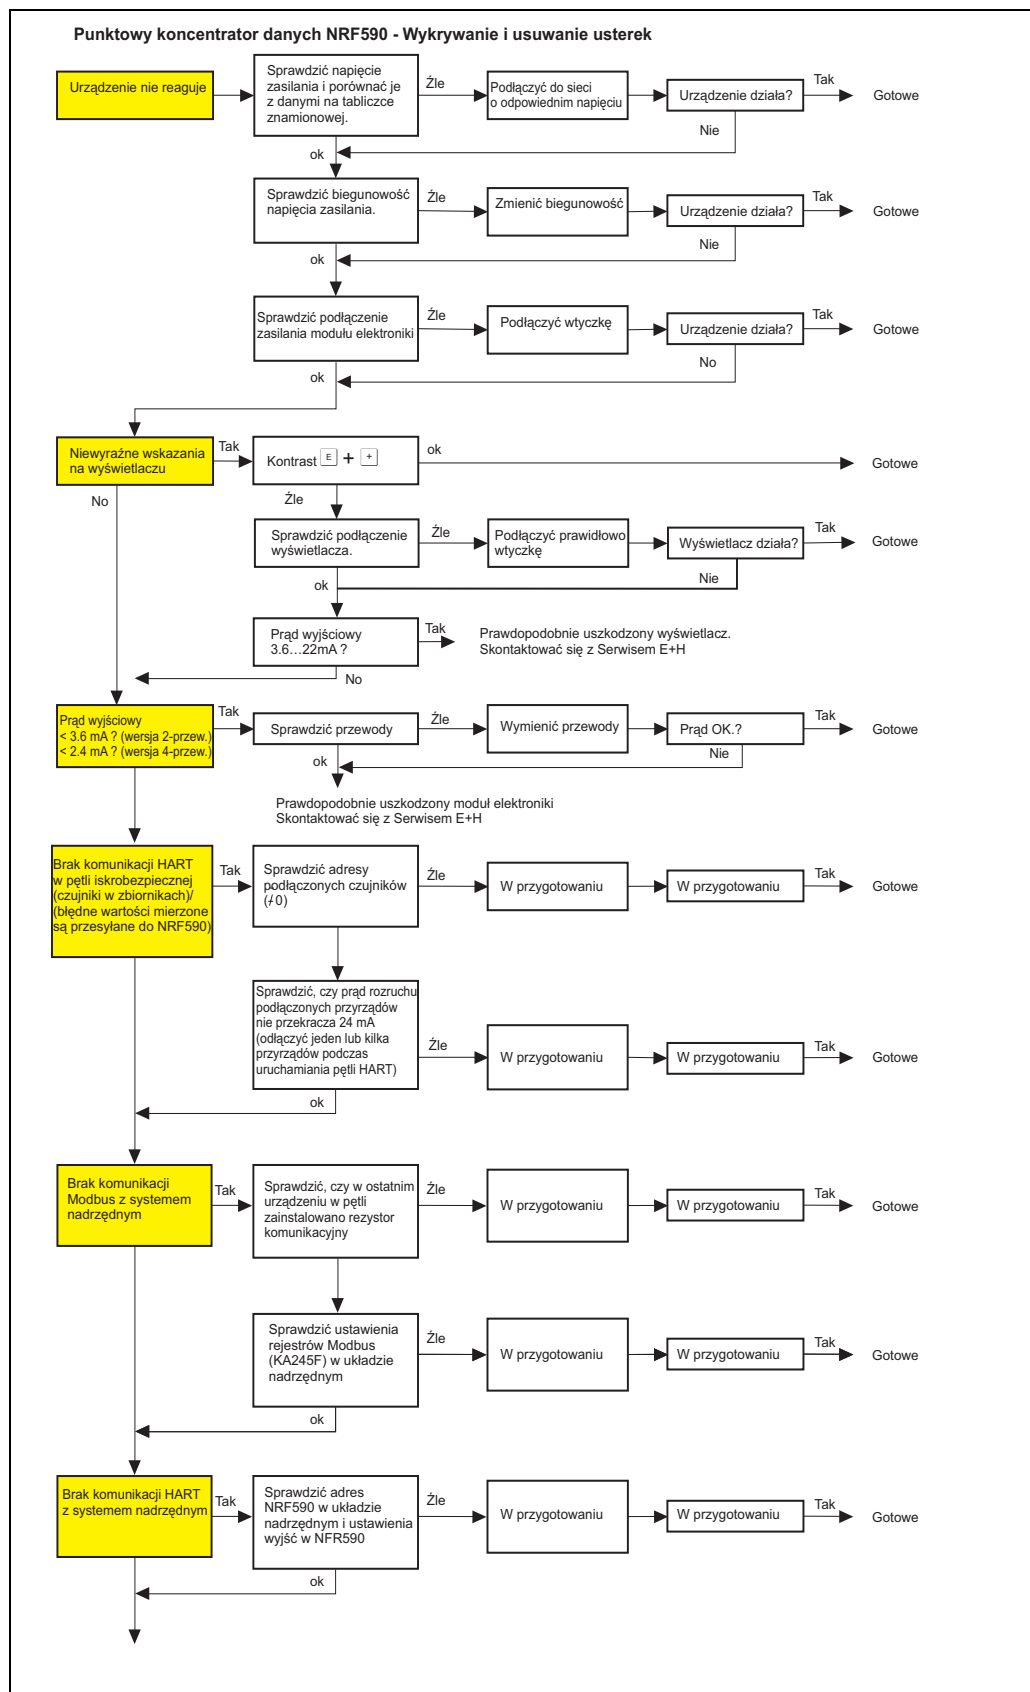 Punktowy koncentrator danych NRF590 - Wykrywanie i usuwanie usterek
Urządzenie nie reaguje
Sprawdzić napięcie
zasilania i porównać je
z danymi na tabliczce
znamionowej.
Źle
Podłączyć do sieci
o odpowiednim napięciu
Urządzenie działa?
Tak
Gotowe
Nie
ok
Sprawdzić biegunowość
napięcia zasilania.
Źle
Zmienić biegunowość
Urządzenie działa?
Tak
Gotowe
Nie
ok
Sprawdzić podłączenie
zasilania modułu elektroniki
Źle
Podłączyć wtyczkę
Urządzenie działa?
Tak
Gotowe
No
ok
Niewyraźne wskazania
na wyświetlaczu
Tak
Kontrast E + +
ok
Gotowe
No
Źle
Sprawdzić podłączenie
wyświetlacza.
Źle
Podłączyć prawidłowo
wtyczkę
Wyświetlacz działa?
Tak
Gotowe
Nie
ok
Prąd wyjściowy
3.6...22mA ?
Tak
Prawdopodobnie uszkodzony wyświetlacz.
Skontaktować się z Serwisem E+H
No
Prąd wyjściowy
< 3.6 mA ? (wersja 2-przew.)
< 2.4 mA ? (wersja 4-przew.)
Tak
Sprawdzić przewody
Źle
Wymienić przewody
Prąd OK.?
Tak
Gotowe
Nie
ok
Prawdopodobnie uszkodzony moduł elektroniki
Skontaktować się z Serwisem E+H
Brak komunikacji HART
w pętli iskrobezpiecznej
(czujniki w zbiornikach)/
(błędne wartości mierzone
są przesyłane do NRF590)
Tak
Sprawdzić adresy
podłączonych czujników
(≠0)
Źle
W przygotowaniu
W przygotowaniu
Tak
Gotowe
Sprawdzić, czy prąd rozruchu
podłączonych przyrządów
nie przekracza 24 mA
(odłączyć jeden lub kilka
przyrządów podczas
uruchamiania pętli HART)
Źle
W przygotowaniu
W przygotowaniu
Tak
Gotowe
ok
Brak komunikacji
Modbus z systemem
nadrzędnym
Tak
Sprawdzić, czy w ostatnim
urządzeniu w pętli
zainstalowano rezystor
komunikacyjny
Źle
W przygotowaniu
W przygotowaniu
Tak
Gotowe
Sprawdzić ustawienia
rejestrów Modbus
(KA245F) w układzie
nadrzędnym
Źle
W przygotowaniu
W przygotowaniu
Tak
Gotowe
ok
Brak komunikacji HART
z systemem nadrzędnym
Tak
Sprawdzić adres
NRF590 w układzie
nadrzędnym i ustawienia
wyjść w NFR590
Źle
W przygotowaniu
W przygotowaniu
Tak
Gotowe
ok